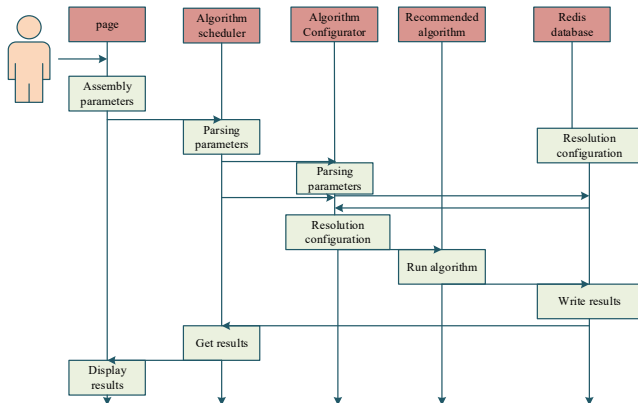 page
Algorithm
scheduler
Algorithm
Configurator
Recommended
algorithm
Redis
database
Assembly
parameters
Parsing
parameters
Resolution
configuration
Parsing
parameters
Resolution
configuration
Run algorithm
Write results
Get results
Display
results